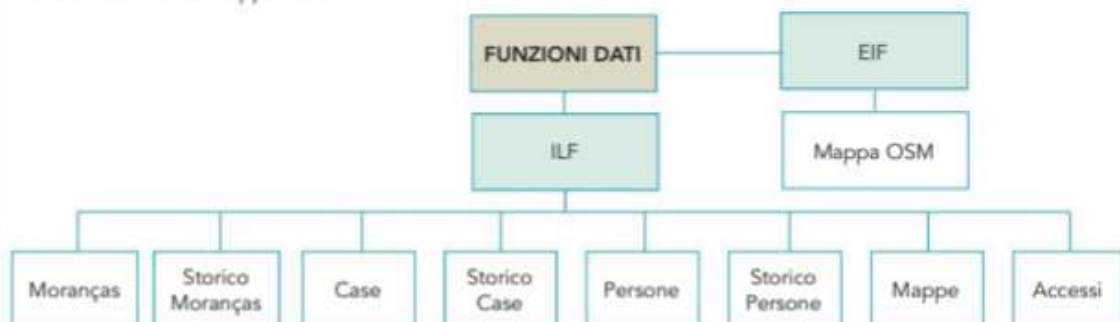 FUNZIONI DATI
EIF
ILF
Mappa OSM
Moranças
Storico
Moranças
Case
Storico
Case
Persone
Storico
Persone
Mappe
Accessi